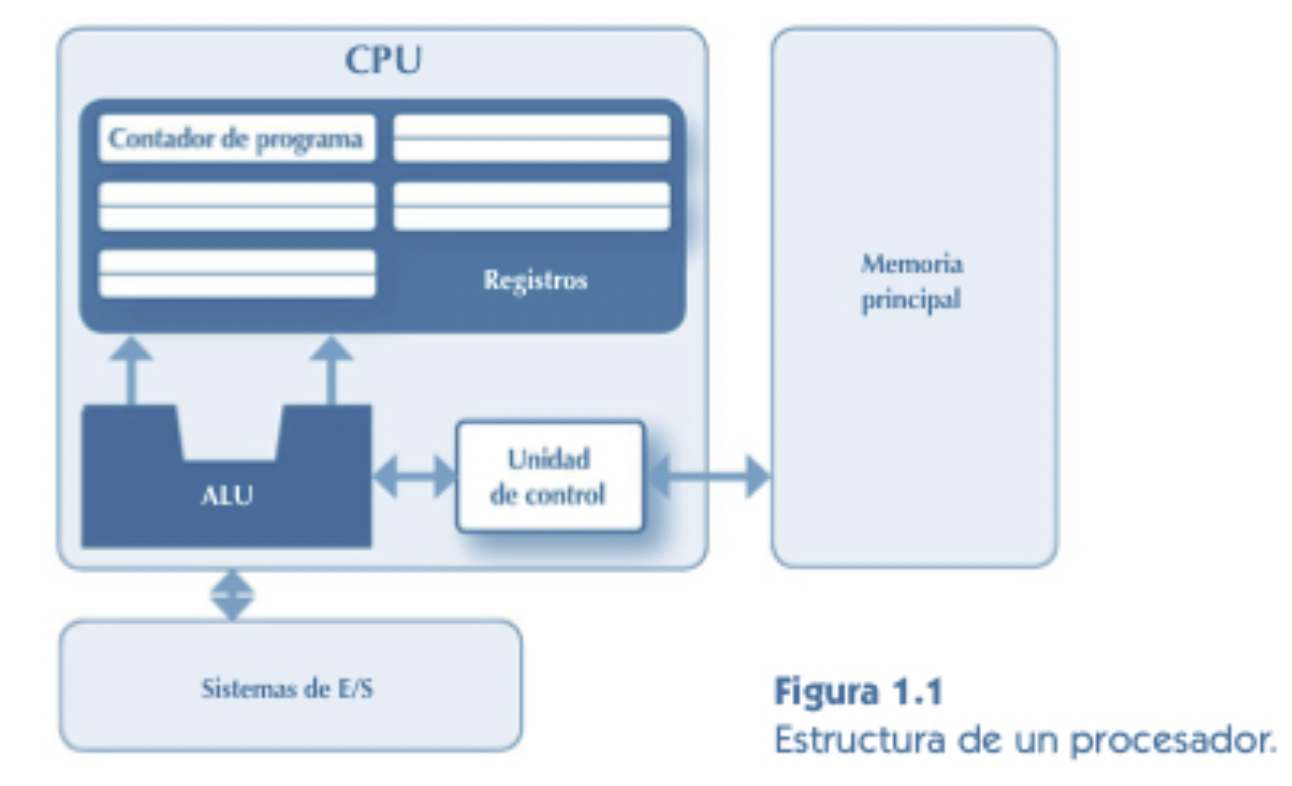 CPU
Contador de programa
Registros
Memoria
principal
ALU
Unidad
de control
Sistemas de E/S
Figura 1.1
Estructura de un procesador.